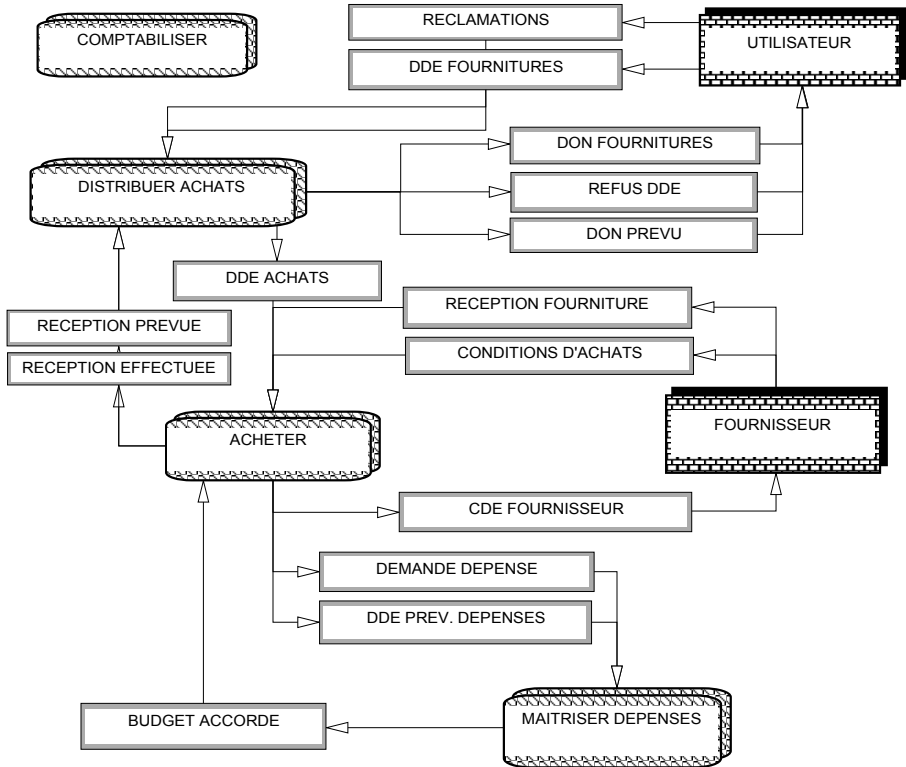 RECLAMATIONS
COMPTABILISER
UTILISATEUR
DDE FOURNITURES
DON FOURNITURES
DISTRIBUER ACHATS
REFUS DDE
DON PREVU
DDE ACHATS
RECEPTION FOURNITURE
RECEPTION PREVUE
CONDITIONS D'ACHATS
RECEPTION EFFECTUEE
FOURNISSEUR
ACHETER
CDE FOURNISSEUR
DEMANDE DEPENSE
DDE PREV. DEPENSES
BUDGET ACCORDE
MAITRISER DEPENSES